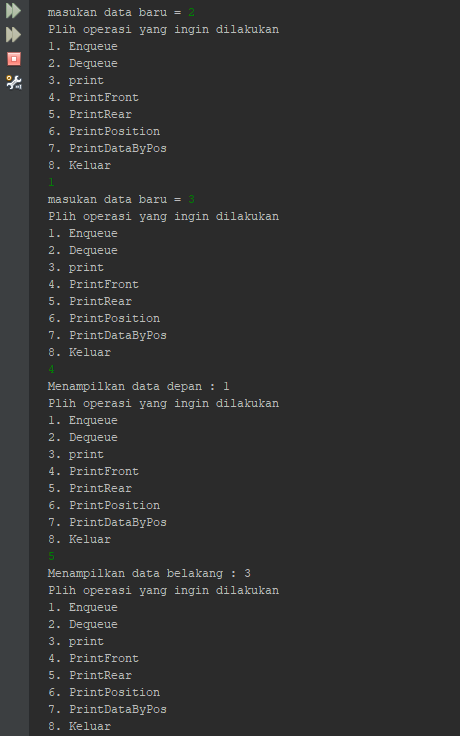 masukan data baru = 2
Plih operasi yang ingin dilakukan
1. Enqueue
2. Dequeue
3. print
4. PrintFront
5. PrintRear
6. PrintPosition
7. PrintDataByPos
8. Keluar
1
masukan data baru = 3
Plih operasi yang ingin dilakukan
1. Enqueue
2. Dequeue
3. print
4. PrintFront
5. PrintRear
6. PrintPosition
7. PrintDataByPos
8. Keluar
4
Menampilkan data depan : 1
Plih operasi yang ingin dilakukan
1. Enqueue
2. Dequeue
3. print
4. PrintFront
5. PrintRear
6. PrintPosition
7. PrintDataByPos
8. Keluar
5
Menampilkan data belakang : 3
Plih operasi yang ingin dilakukan
1. Enqueue
2. Dequeue
3. print
4. PrintFront
5. PrintRear
6. PrintPosition
7. PrintDataByPos
8. Keluar